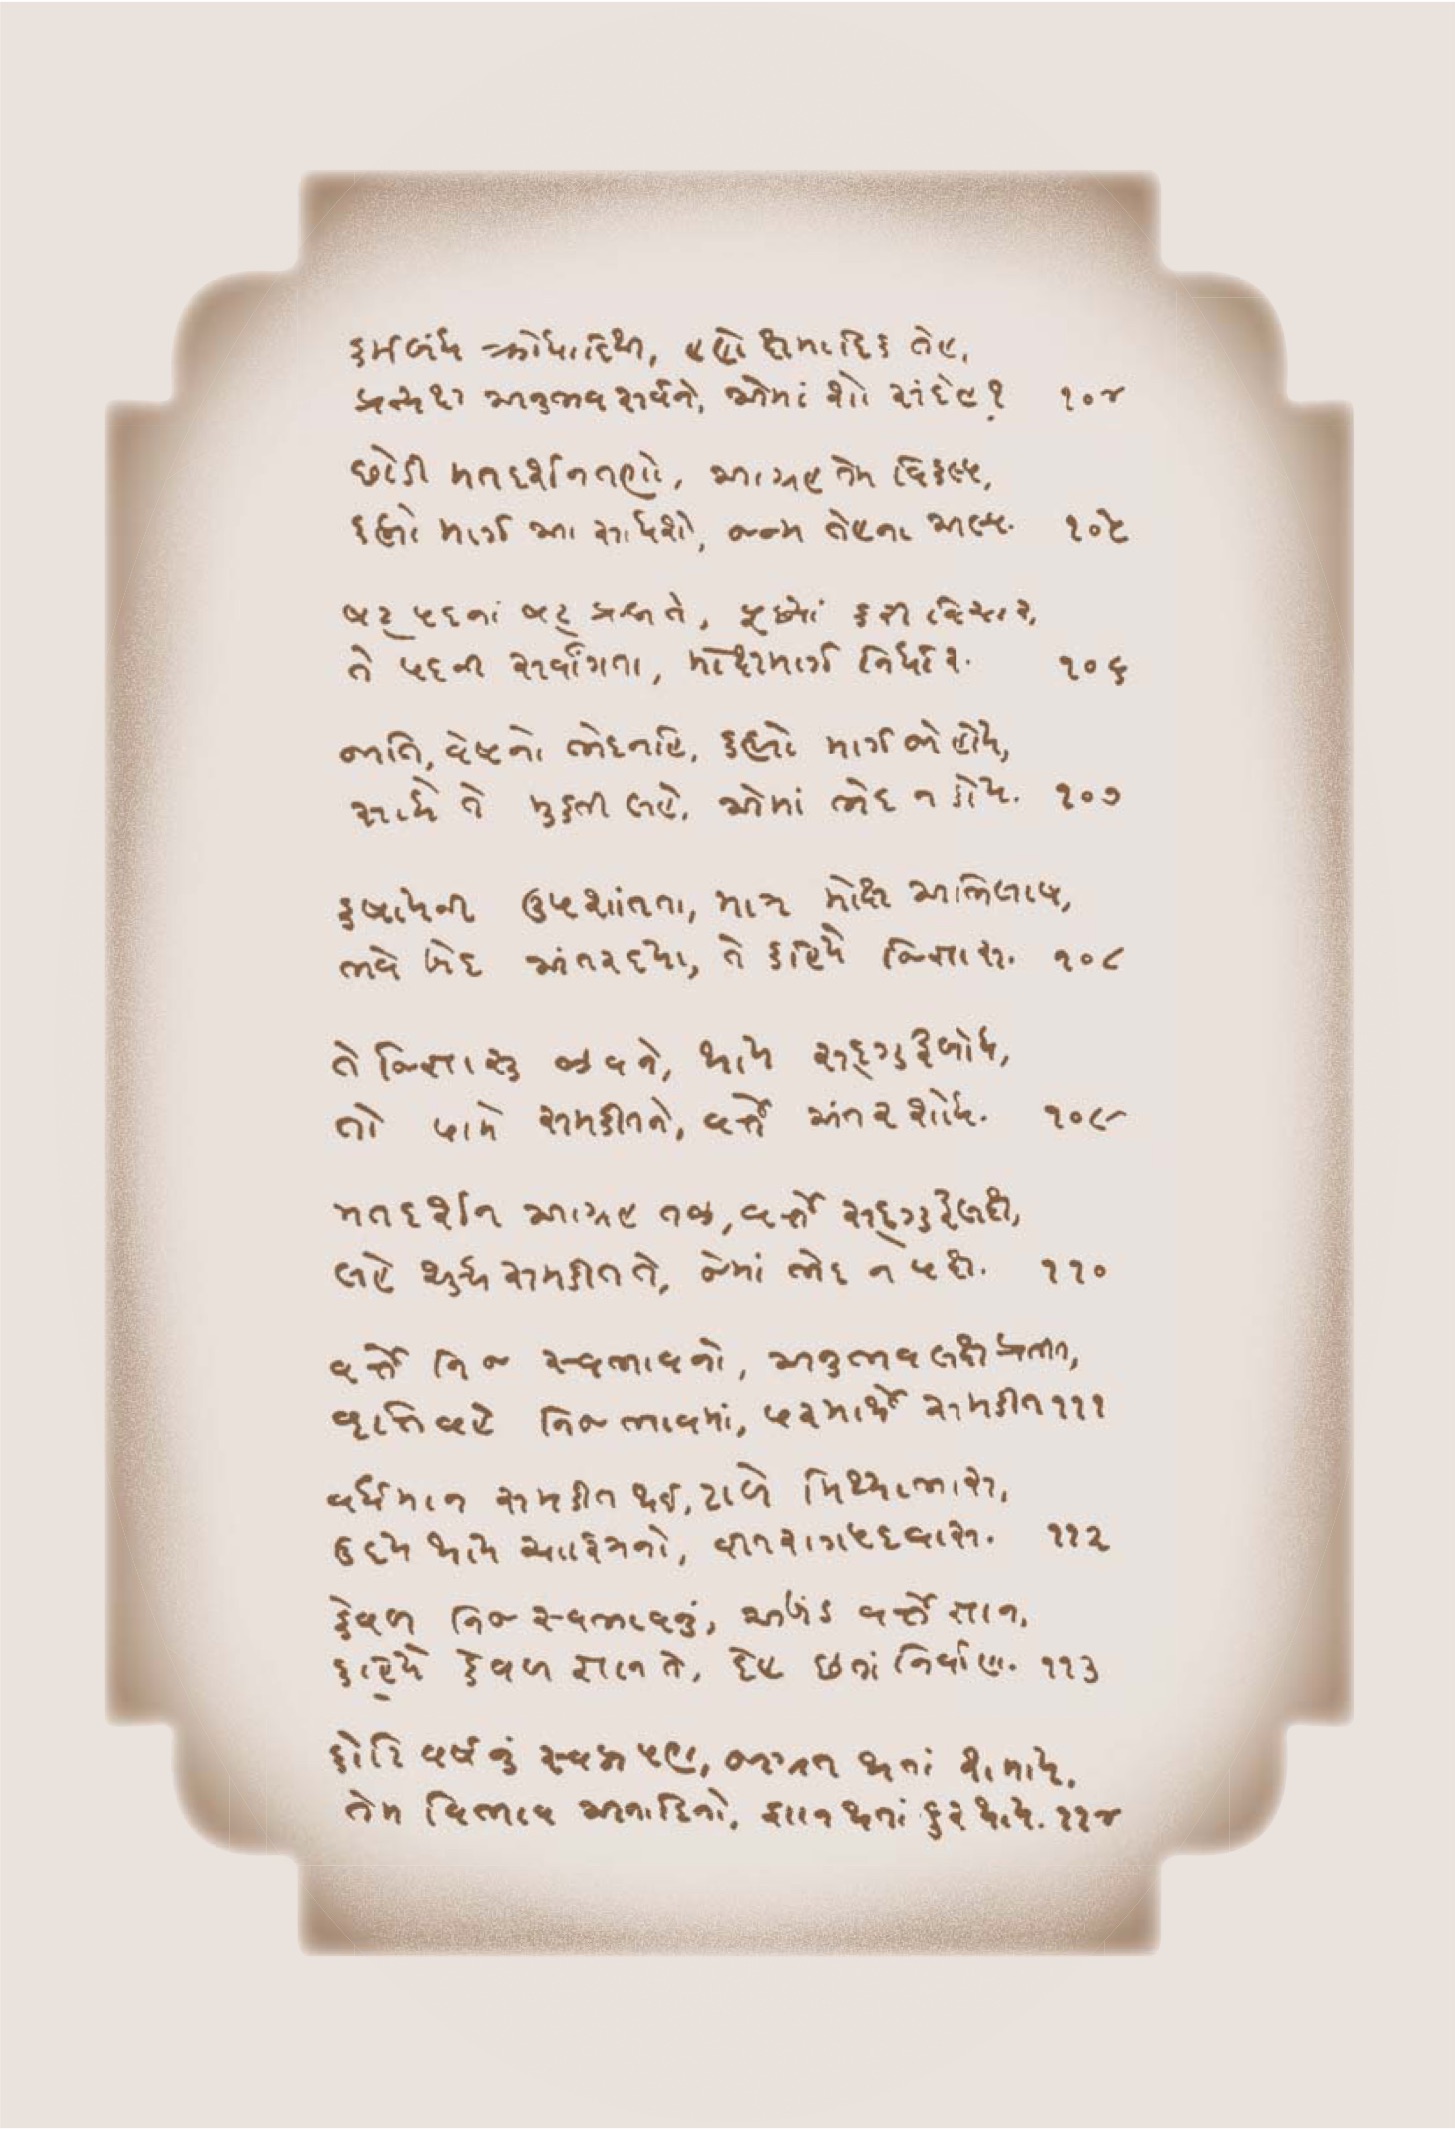 કર્મબંધ ક્રોધાદિથી, હણે ક્ષમાદિક તેહ,
પ્રત્યક્ષ અનુભવ સર્વને, એમાં શો સંદેહ? ૧૦૪
છોડી મતદર્શનતણો, આગ્રહ તેમ વિકલ્પ,
કહ્યો માર્ગ આ સાધશે, જન્મ તેહના અલ્પ. ૧૦૫
ષટ્ પદનાં ષટ્ પ્રશ્ન તે, પૂછ્યાં કરી વિચાર,
તે પદની સર્વાંગતા, મોક્ષમાર્ગ નિર્ધાર. ૧૦૬
જાતિ, વેષનો ભેદ નહિ, કહ્યો માર્ગ જો હોય,
સાધે તે મુક્તી લહે, એમાં ભેદ ન કોય. ૧૦૭
કષાયની ઉપશાંતતા, માત્ર મોક્ષ અભિલાષ,
ભવે ખેદ અંતર દયા, તે કહિયે જિજ્ઞાસ. ૧૦૮
તે જિજ્ઞાસુ જીવને, થાય સદ્ગુરુબોધ,
તો પામે સમકીતને, વર્ત્તે અંતર શોધ. ૧૦૯
મતદર્શન આગ્રહ તજી, વર્ત્તે સદ્ગુરુલક્ષ,
લહે શુદ્ધ સમકીત તે, જેમાં ભેદ ન પક્ષ. ૧૧૦
વર્ત્તે નિજ સ્વભાવનો, અનુભવ લક્ષ પ્રતીત,
વૃત્તિ વહે નિજભાવમાં, પરમાર્થે સમકીત ૧૧૧
વર્ધમાન સમકીત થઈ, ટાળે મિથ્યાભાસ,
ઉદય થાય ચારિત્રનો, વીતરાગપદ વાસ. ૧૧૨
કેવળ નિજ સ્વભાવનું, અખંડ વર્ત્તે જ્ઞાન,
કહિયે કેવળ જ્ઞાન તે, દેહ છતાં નિર્વાણ. ૧૧૩
કોટિ વર્ષનું સ્વપ્ન પણ, જાગ્રત થતાં શમાય,
તેમ વિભાવ અનાદિનો, જ્ઞાન થતાં દુર થાય. ૧૧૪